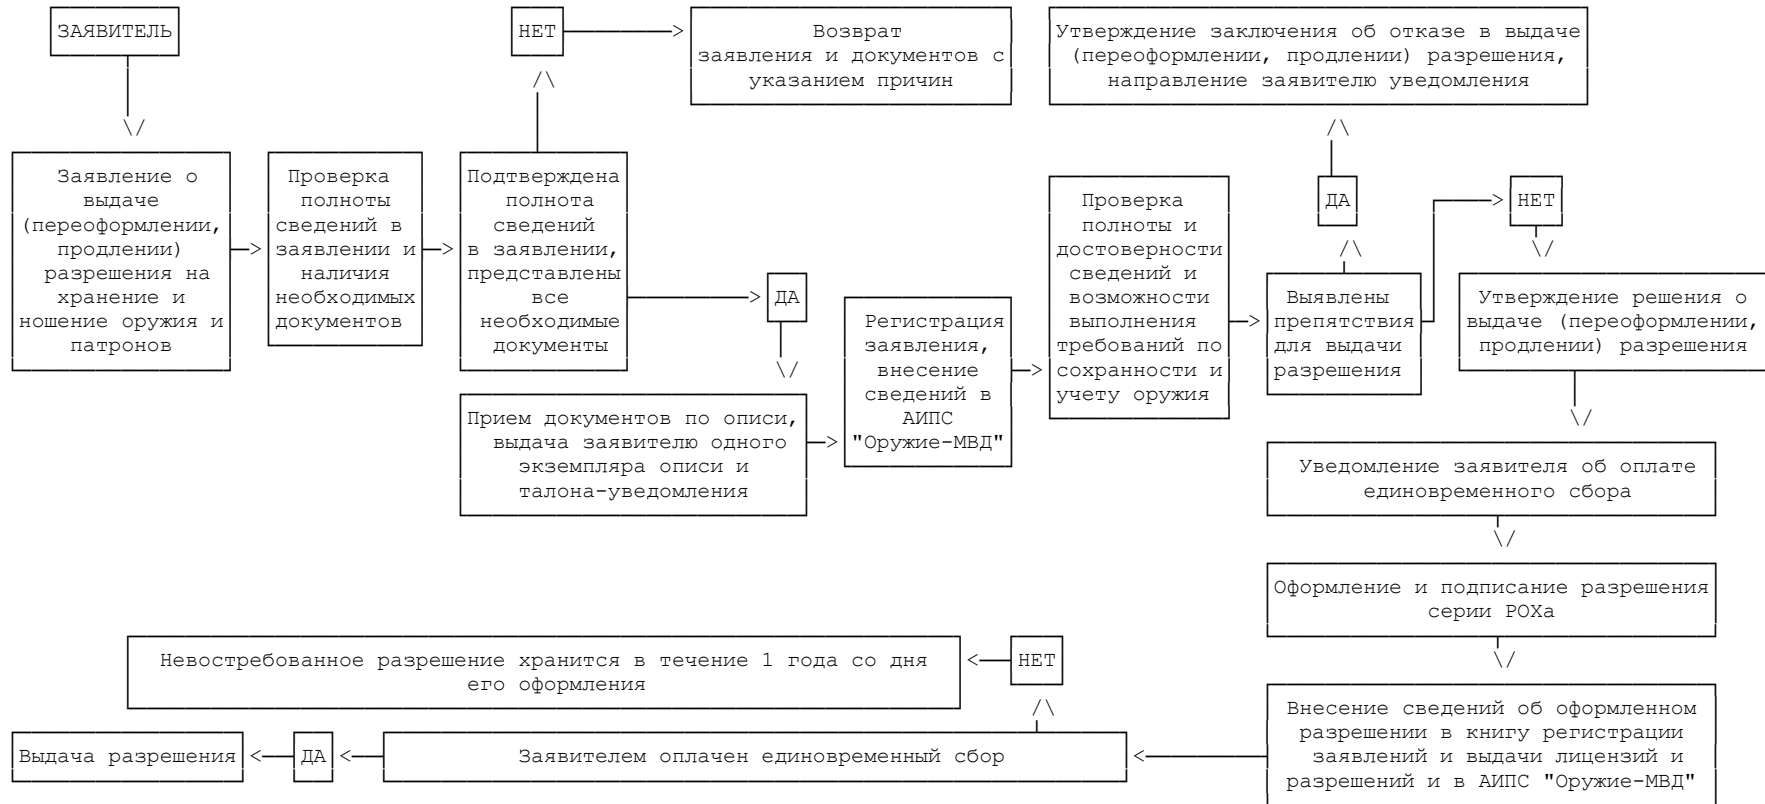 ЗАЯВИТЕЛЬ
НЕТ
Возврат
заявления и документов с
указанием причин
Утверждение заключения об отказе в выдаче
(переоформлении, продлении) разрешения,
направление заявителю уведомления
Заявление о
выдаче
(переоформлении,
продлении)
разрешения на
хранение и
ношение оружия и
патронов
Проверка
полноты
сведений в
заявлении и
наличия
необходимых
документов
Подтверждена
полнота
сведений
в заявлении,
представлены
все
необходимые
документы
ДА
Прием документов по описи,
выдача заявителю одного
экземпляра описи и
талона-уведомления
Регистрация
заявления,
внесение
сведений в
АИПС
"Оружие-МВД"
Проверка
полноты и
достоверности
сведений и
возможности
выполнения
требований по
сохранности и
учету оружия
ДА
Выявлены
препятствия
для выдачи
разрешения
НЕТ
Утверждение решения о
выдаче (переоформлении,
продлении) разрешения
Уведомление заявителя об оплате
единовременного сбора
Оформление и подписание разрешения
серии РОХа
Внесение сведений об оформленном
разрешении в книгу регистрации
заявлений и выдачи лицензий и
разрешений и в АИПС "Оружие-МВД"
НЕТ
Невостребованное разрешение хранится в течение 1 года со дня
его оформления
Заявителем оплачен единовременный сбор
ДА
Выдача разрешения